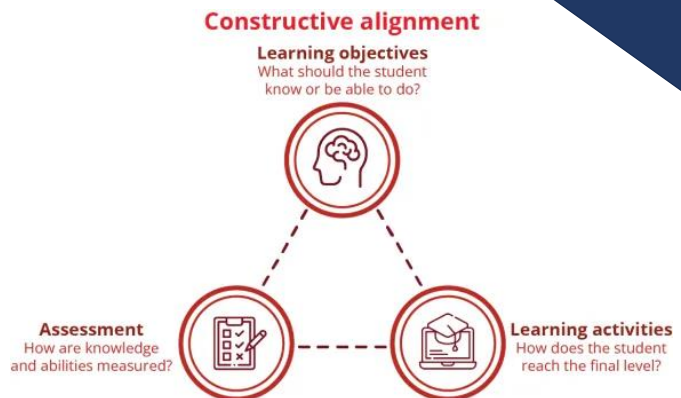 Constructive alignment
Learning objectives
What should the student
know or be able to do?
Assessment
How are knowledge
and abilities measured?
Learning activities
How does the student
reach the final level?